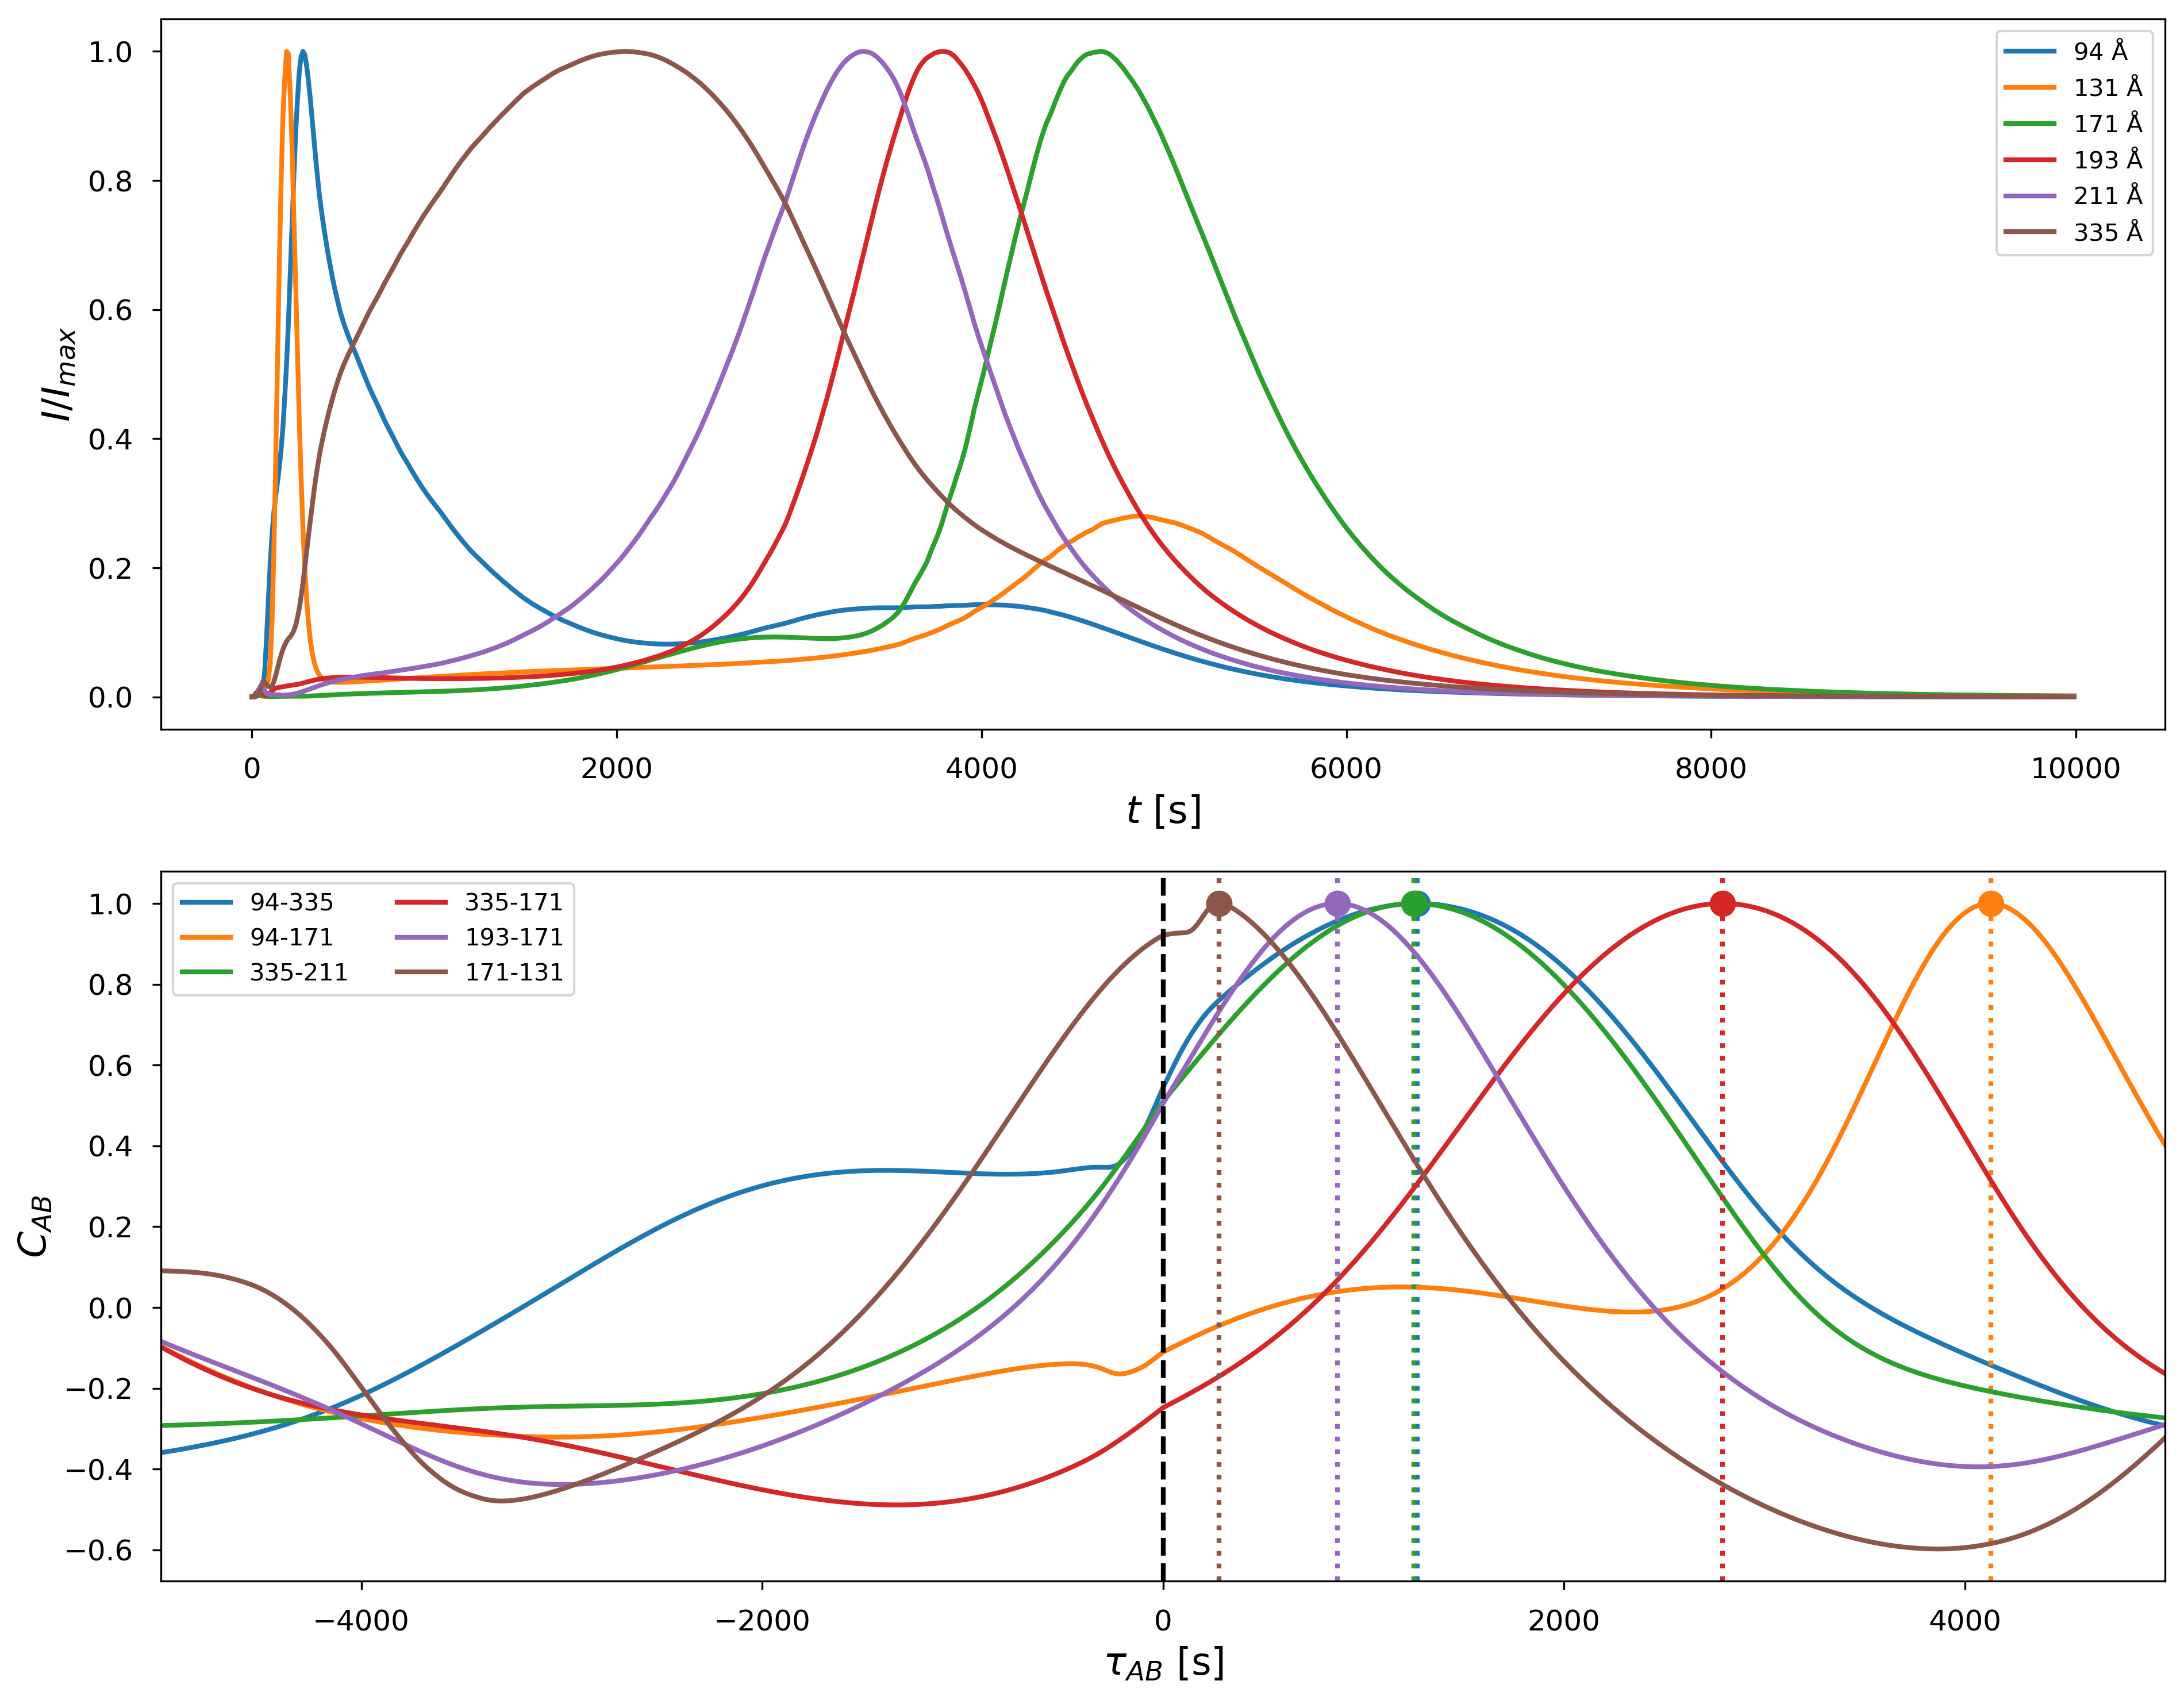 1.0
0.8
0.6
0.4
0.2
0.0
I/Imax
94 Å
131 Å
171 Å
193 Å
211 Å
335 Å
0 2000 4000 6000 8000 10000
t [s]
1.0
0.8
0.6
0.4
0.2
0.0
−0.2
−0.4
−0.6
CAB
94-335 335-171
94-171 193-171
335-211 171-131
−4000 −2000 0 2000 4000
τAB [s]